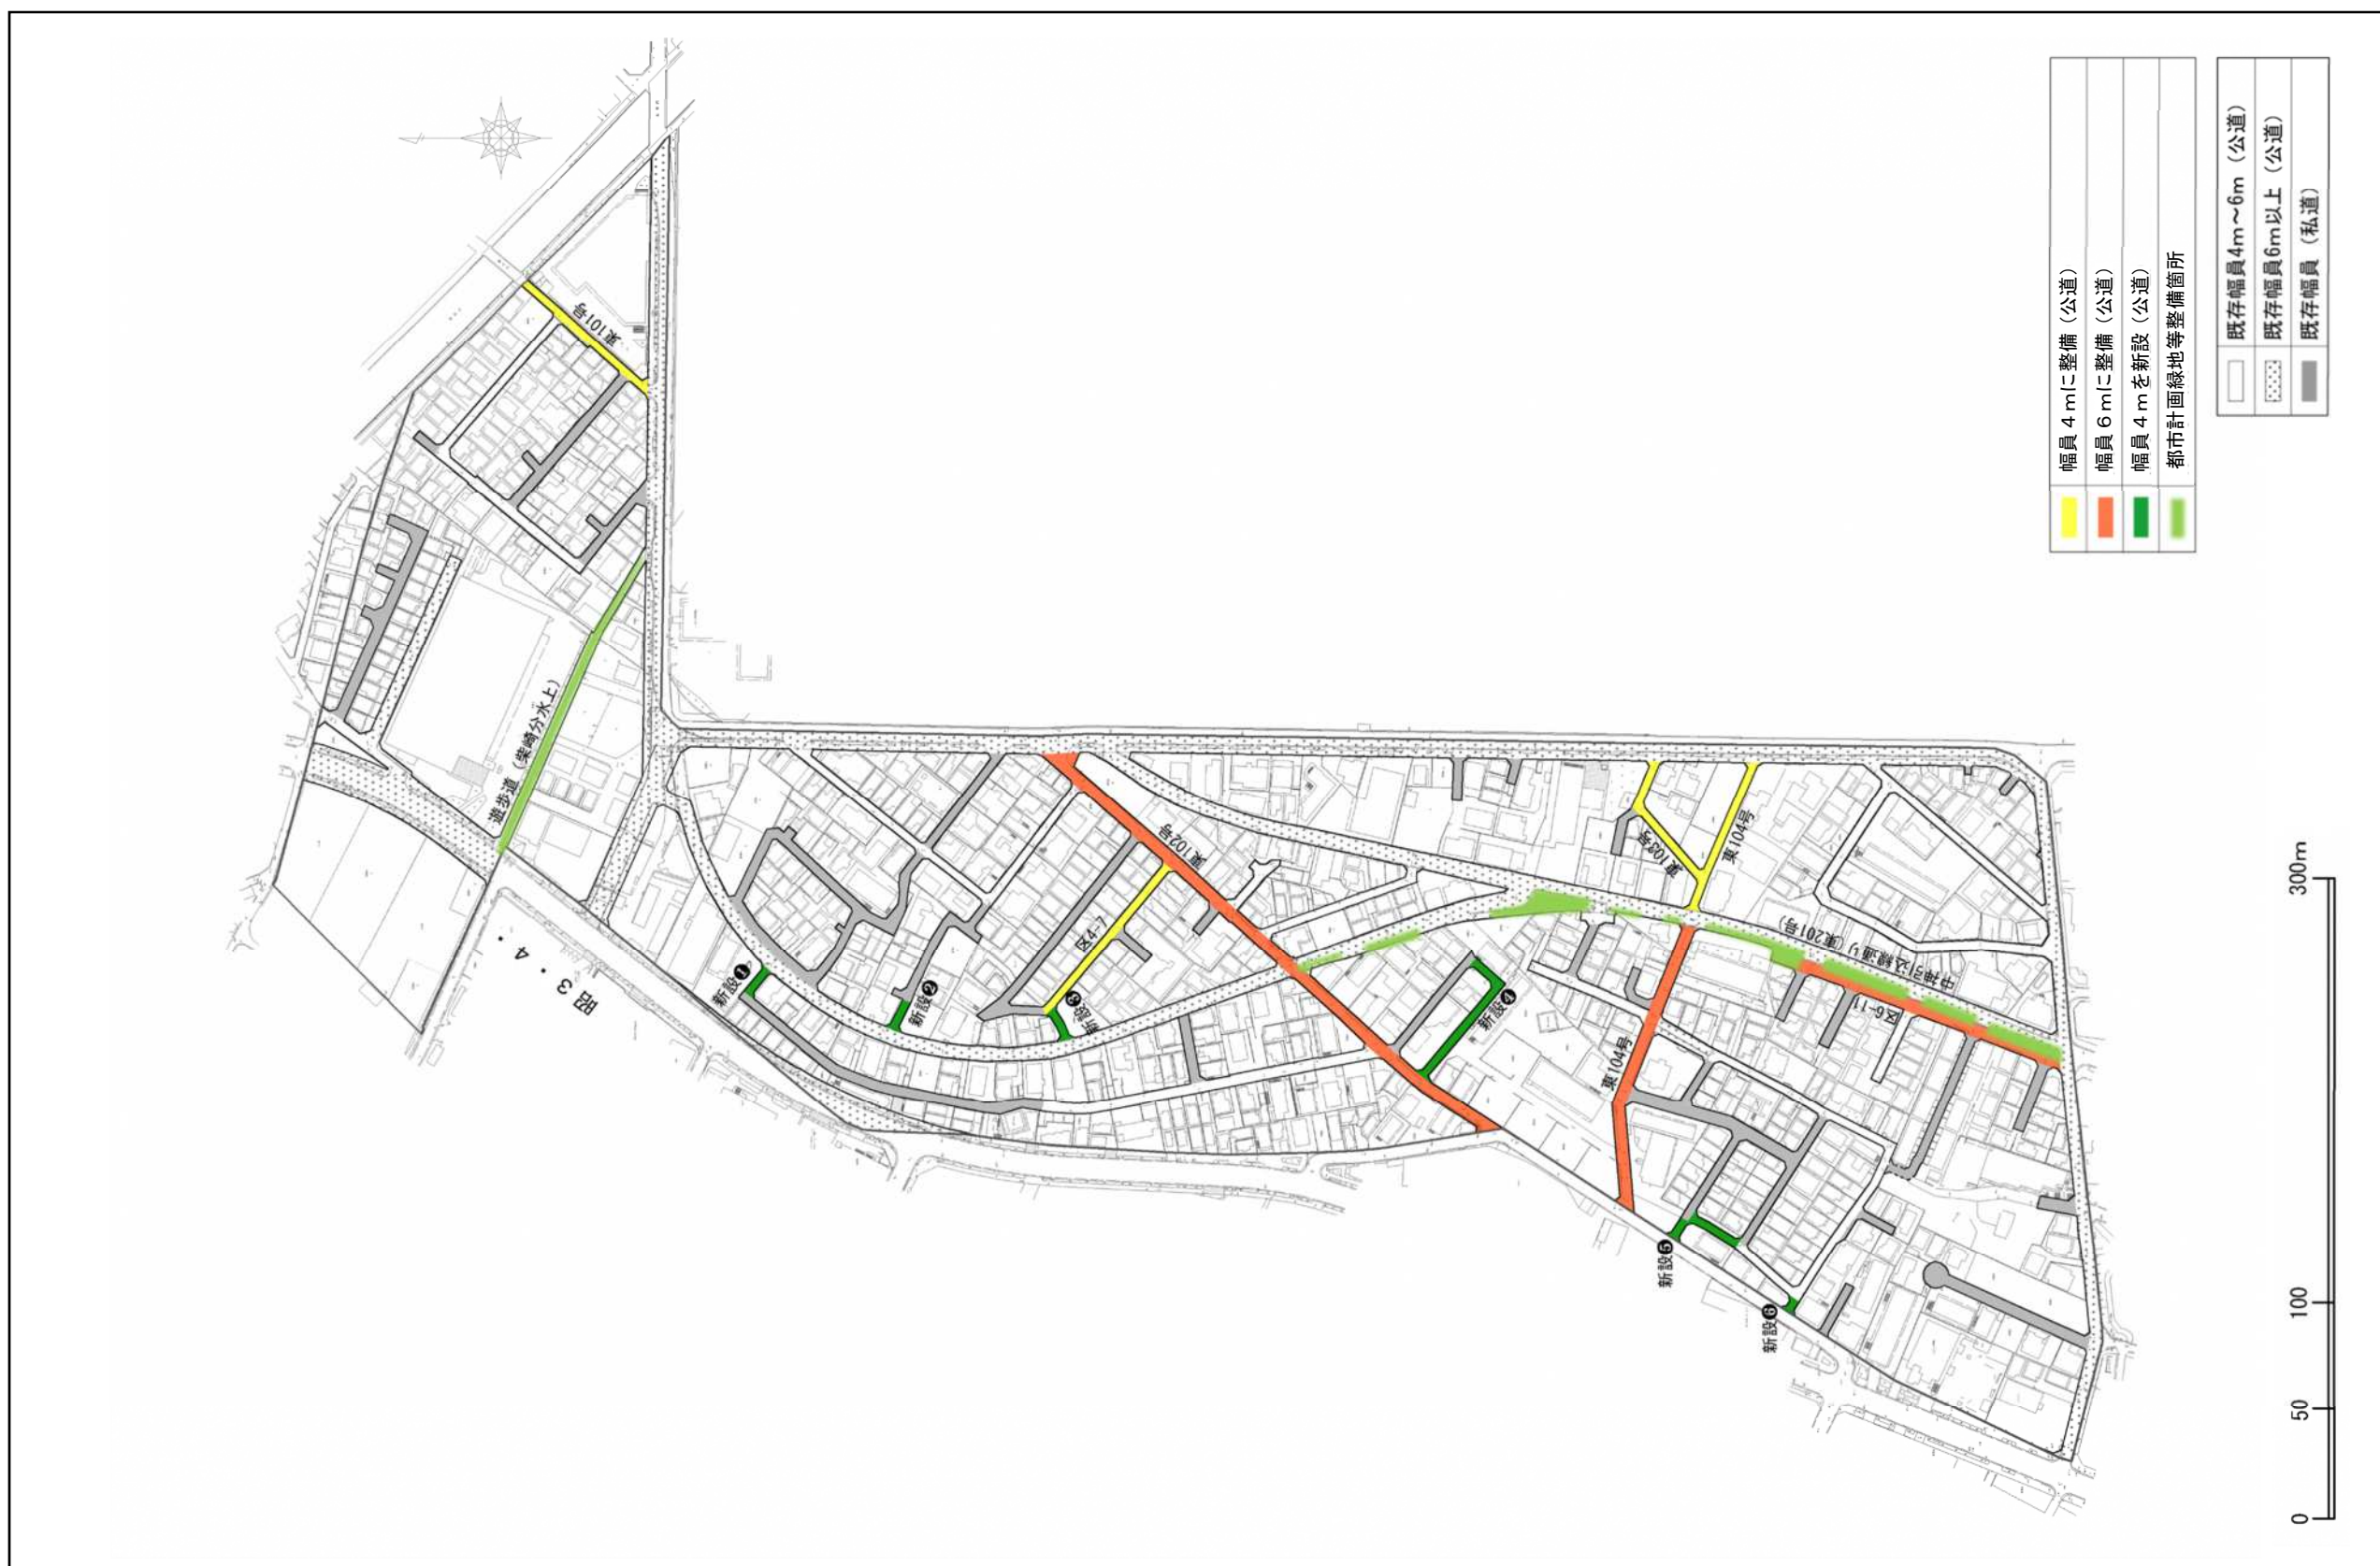 幅員４ｍに整備（公道）
幅員６ｍに整備（公道）
幅員４ｍを新設（公道）
都市計画緑地等整備箇所
既存幅員4m～6m（公道）
既存幅員6m以上（公道）
既存幅員（私道）
東101号
遊歩道（柴崎分水上）
昭３・４・
新設❶
新設❷
新設❸
区4-7
東102号
新設❹
東103号
東104号
東104号
中神引込線通り（東201号）
区6-11
新設❺
新設❻
0
50
100
300m